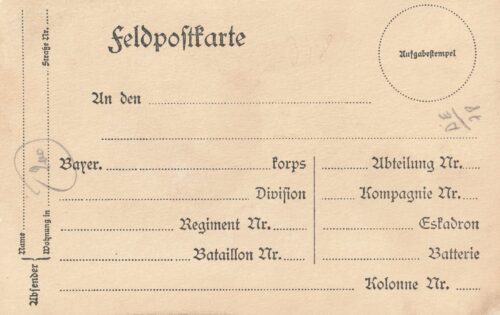 Feldpostkarte
Aufgabestempel
An den
Bayer. korps
Division
Regiment Nr.
Bataillon Nr.
Abteilung Nr.
Kompagnie Nr.
Eskadron
Batterie
Kolonne Nr.
Absender { Name
Wohnung in Straße Nr.